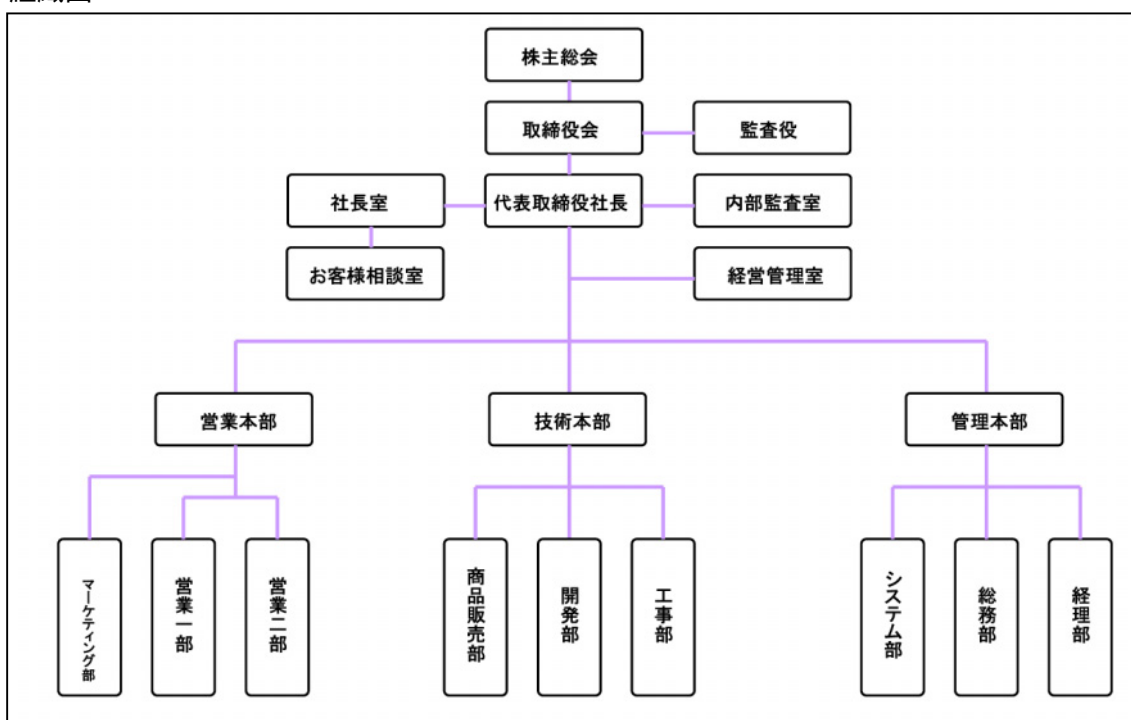 株主総会
取締役会
監査役
社長室
代表取締役社長
内部監査室
お客様相談室
経営管理室
営業本部
技術本部
管理本部
マーケティング部
営業一部
営業二部
商品販売部
開発部
工事部
システム部
総務部
経理部